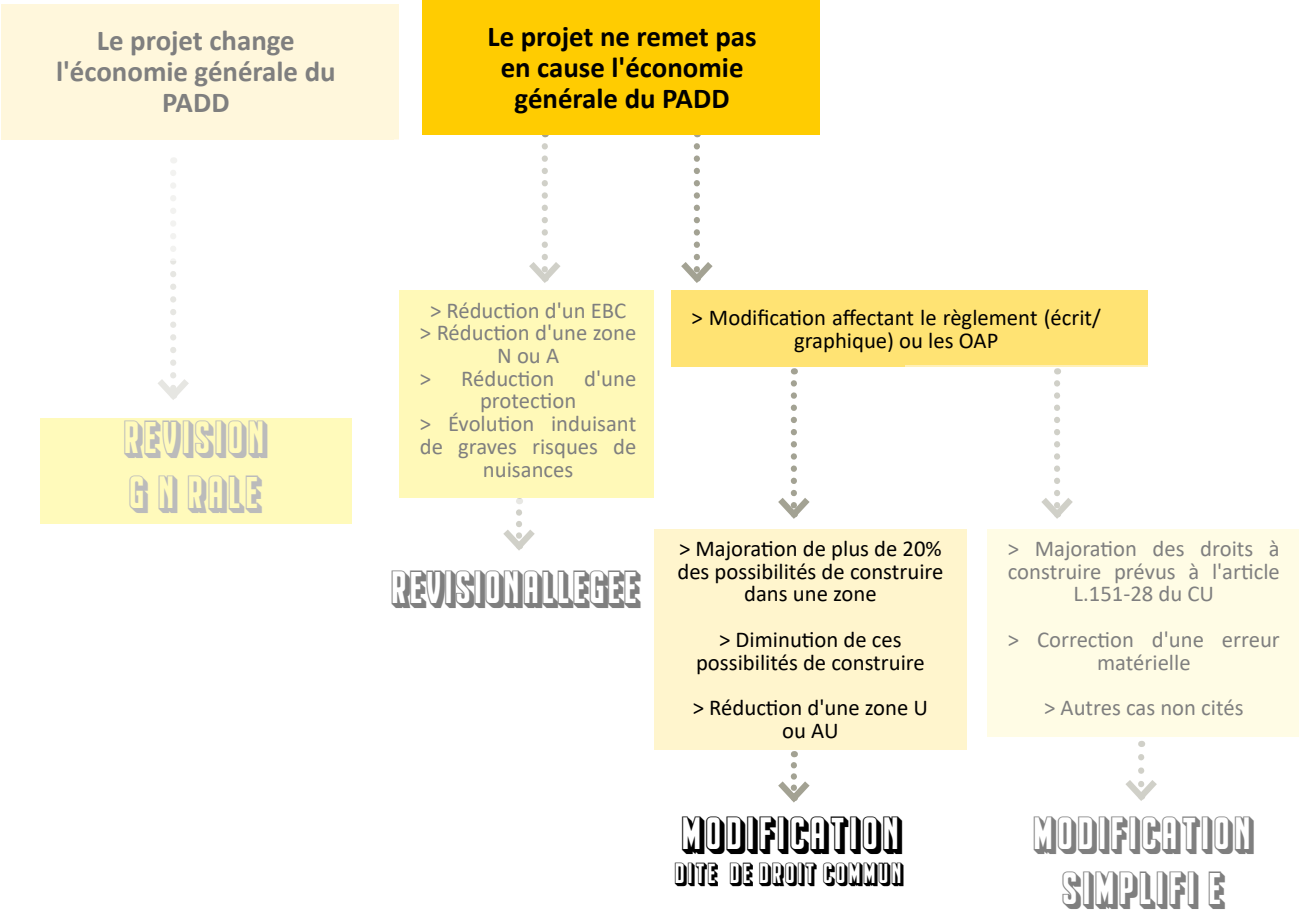 Le projet change
l'économie générale du
PADD
Le projet ne remet pas
en cause l'économie
générale du PADD
> Réduction d'un EBC
> Réduction d'une zone
N ou A
> Réduction d'une
protection
> Évolution induisant
de graves risques de
nuisances
> Modification affectant le règlement (écrit/
graphique) ou les OAP
REVISION
G N RALE
REVISIONALLEGEE
> Majoration de plus de 20%
des possibilités de construire
dans une zone
> Diminution de ces
possibilités de construire
> Réduction d'une zone U
ou AU
> Majoration des droits à
construire prévus à l'article
L.151-28 du CU
> Correction d'une erreur
matérielle
> Autres cas non cités
MODIFICATION
DITE DE DROIT COMMUN
MODIFICATION
SIMPLIFI E